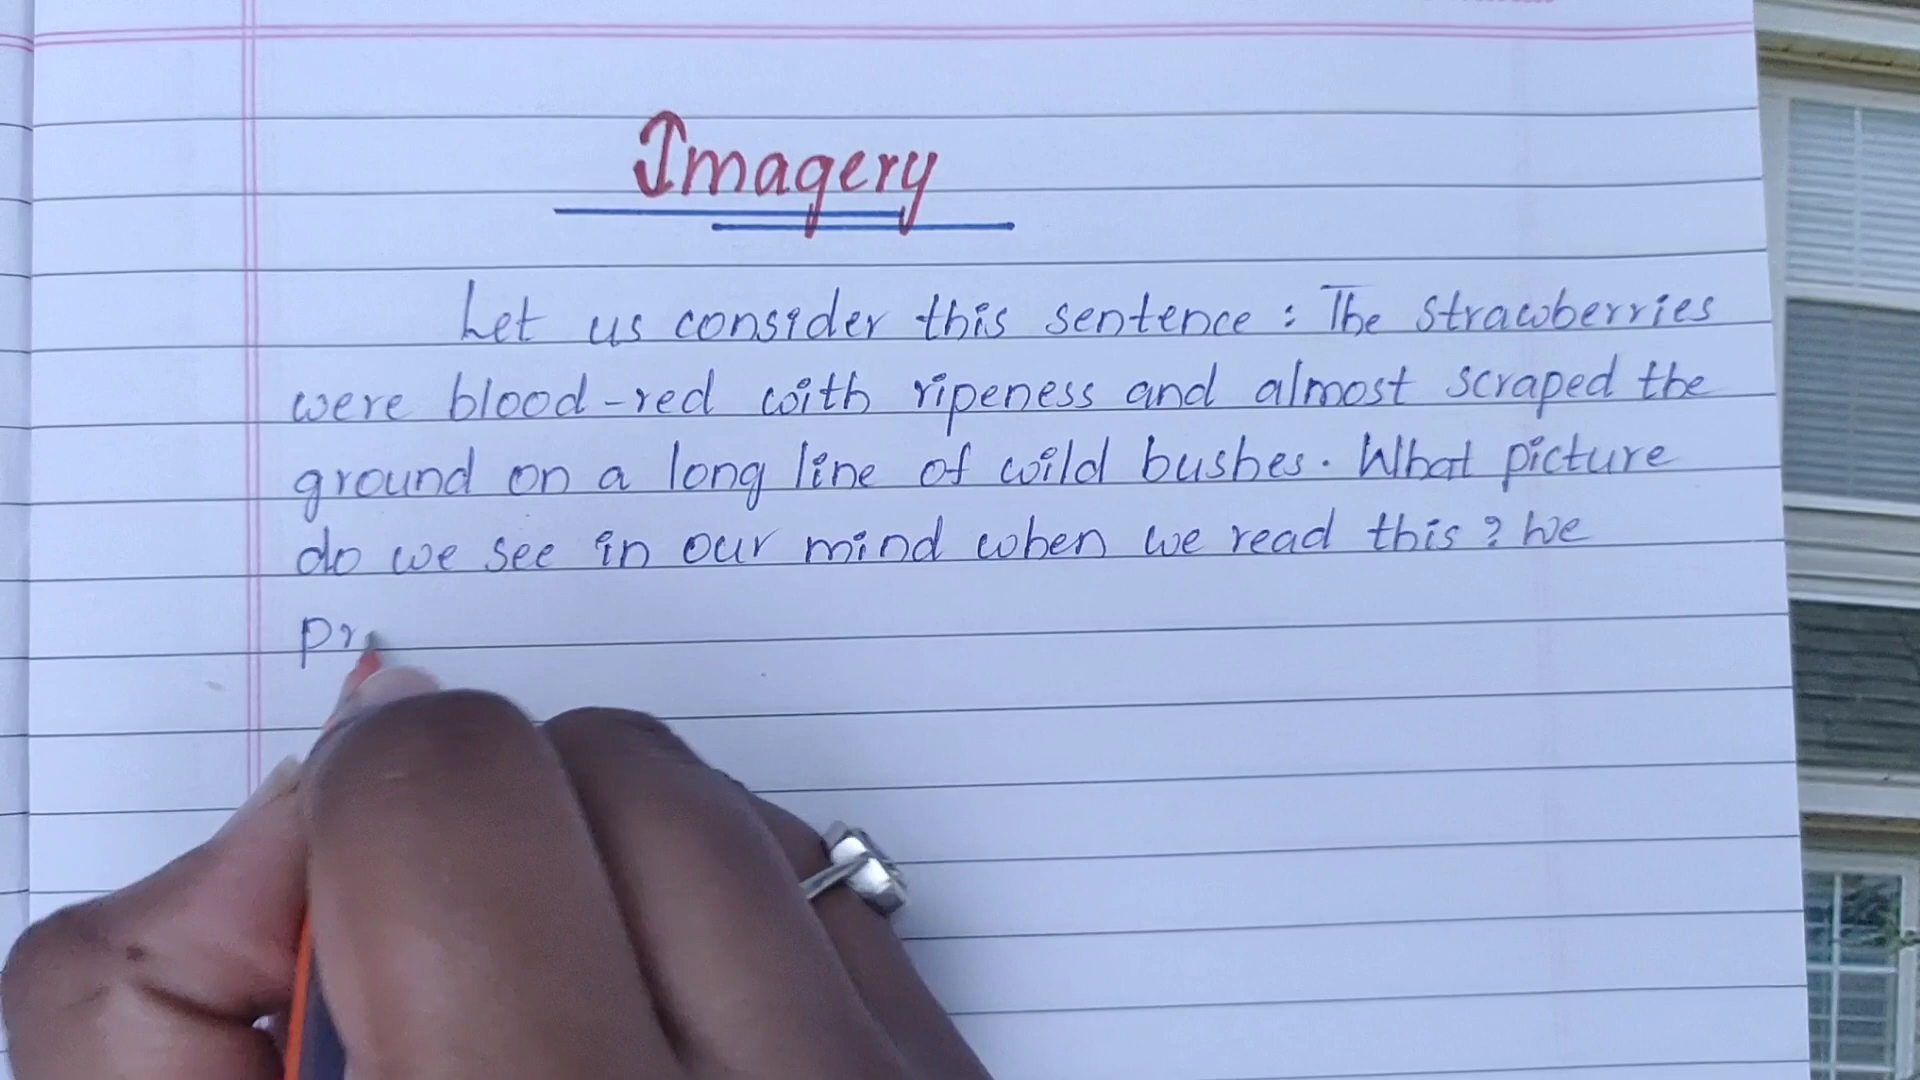 Imagery
Let us consider this sentence : The strawberries
were blood-red with ripeness and almost scraped the
ground on a long line of wild bushes. What picture
do we see in our mind when we read this? We
pr